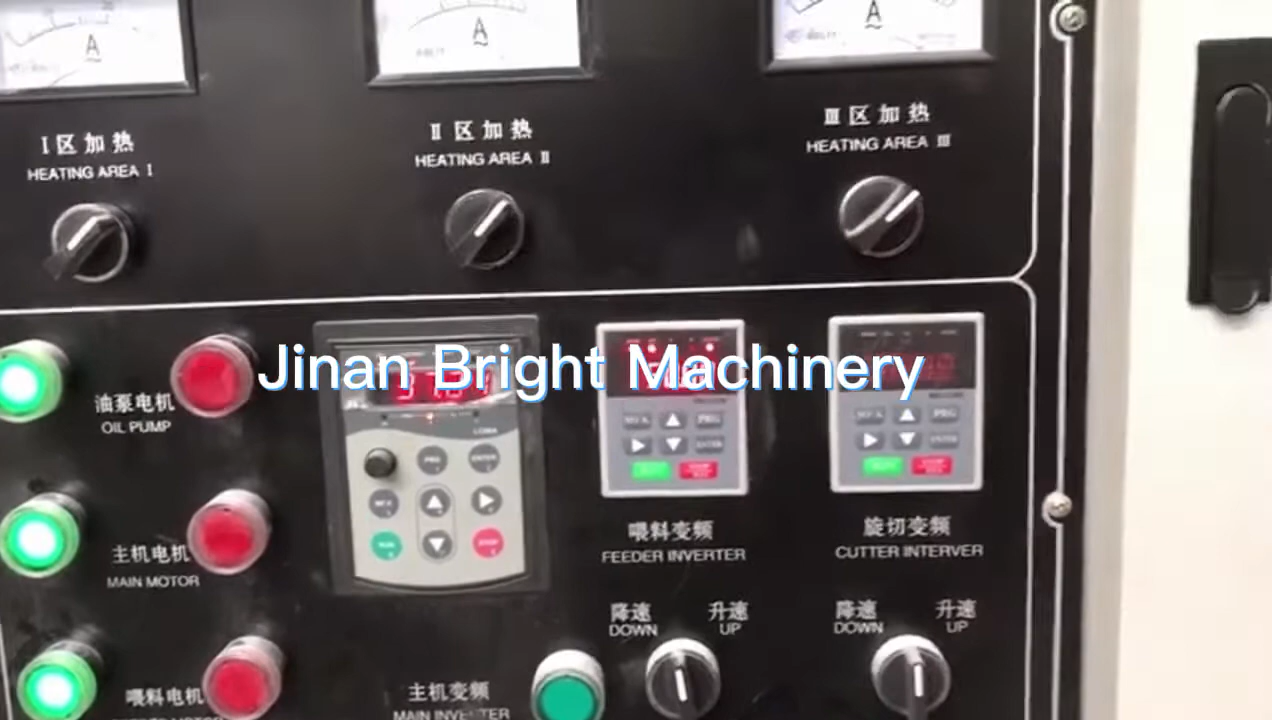 A
A
A
I 区加热
HEATING AREA I
II 区加热
HEATING AREA II
III 区加热
HEATING AREA III
Jinan Bright Machinery
油泵电机
OIL PUMP
主机电机
MAIN MOTOR
喂料变频
FEEDER INVERTER
旋切变频
CUTTER INTERVER
降速
DOWN
升速
UP
降速
DOWN
升速
UP
喂料电机
主机变频
MAIN INVERTER